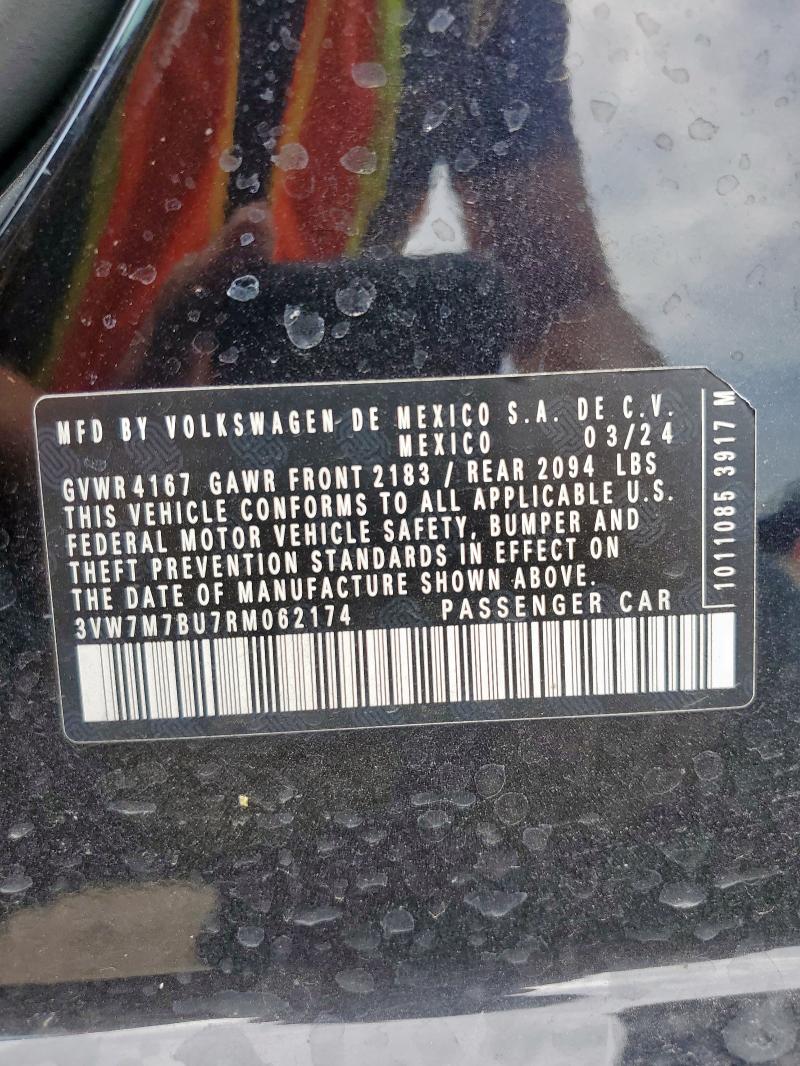 MFD BY VOLKSWAGEN DE MEXICO S.A. DE C.V.
MEXICO 03/24
GVWR 4167 GAWR FRONT 2183 / REAR 2094 LBS
THIS VEHICLE CONFORMS TO ALL APPLICABLE U.S.
FEDERAL MOTOR VEHICLE SAFETY, BUMPER AND
THEFT PREVENTION STANDARDS IN EFFECT ON
THE DATE OF MANUFACTURE SHOWN ABOVE.
3VW7M7BU7RM062174 PASSENGER CAR
1011085 3917 M